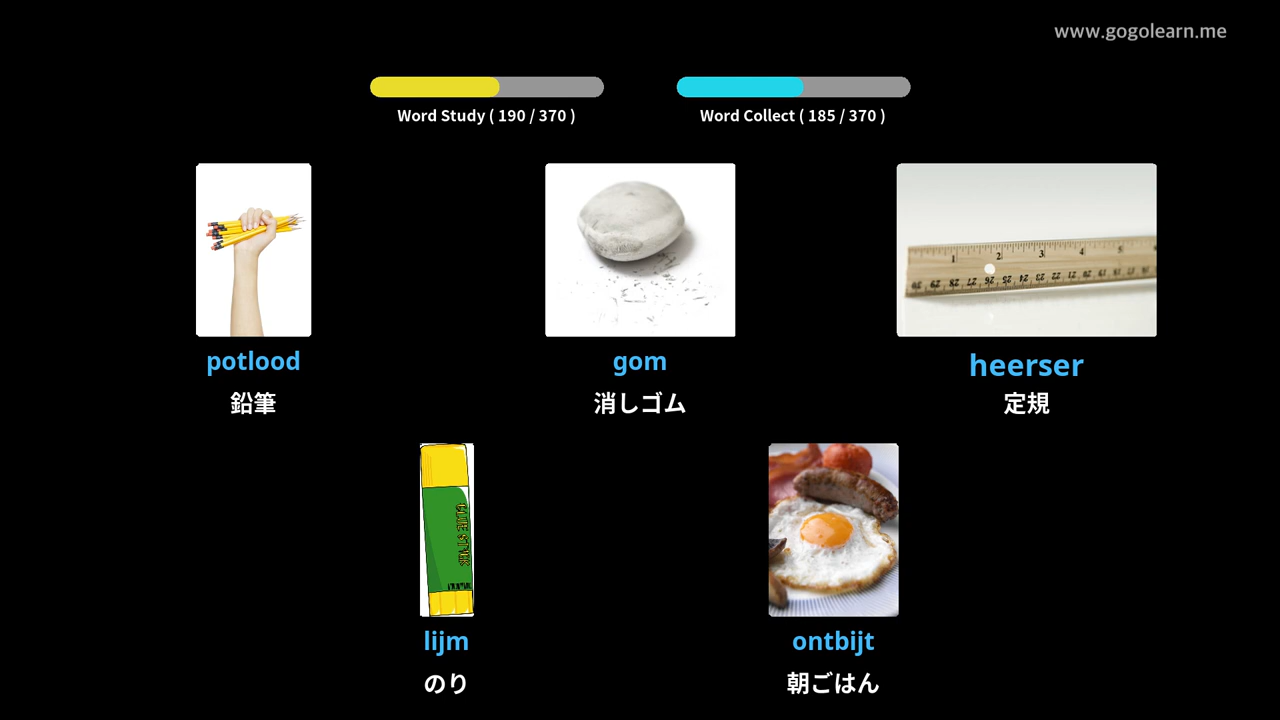 www.gogolearn.me
Word Study ( 190 / 370 )
Word Collect ( 185 / 370 )
potlood
gom
heerser
鉛筆
消しゴム
定規
lijm
ontbijt
のり
朝ごはん